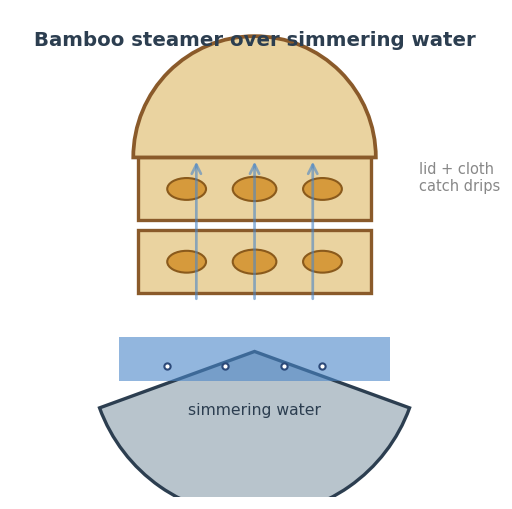 Bamboo steamer over simmering water
lid + cloth
catch drips
simmering water